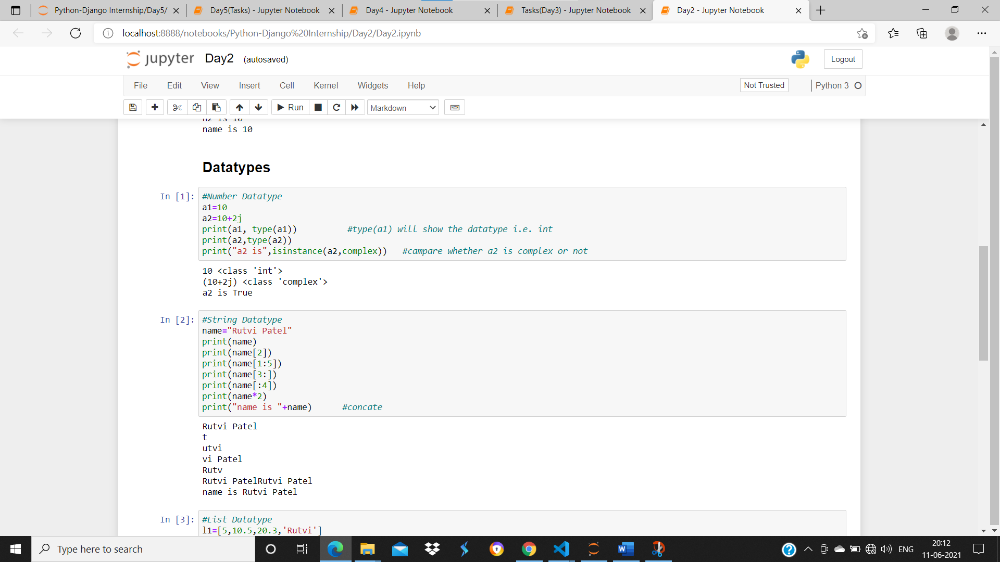 Python-Django Internship/Day5/
Day5(Tasks) - Jupyter Notebook
Day4 - Jupyter Notebook
Tasks(Day3) - Jupyter Notebook
Day2 - Jupyter Notebook
localhost:8888/notebooks/Python-Django%20Internship/Day2/Day2.ipynb
jupyter Day2 (autosaved)
Logout
File Edit View Insert Cell Kernel Widgets Help
Not Trusted
Python 3
Run
Markdown
n2 is 10
name is 10
Datatypes
In [1]:
#Number Datatype
a1=10
a2=10+2j
print(a1, type(a1)) #type(a1) will show the datatype i.e. int
print(a2,type(a2))
print("a2 is",isinstance(a2,complex)) #campare whether a2 is complex or not
10 <class 'int'>
(10+2j) <class 'complex'>
a2 is True
In [2]:
#String Datatype
name="Rutvi Patel"
print(name)
print(name[2])
print(name[1:5])
print(name[3:])
print(name[:4])
print(name*2)
print("name is "+name) #concate
Rutvi Patel
t
utvi
vi Patel
Rutv
Rutvi PatelRutvi Patel
name is Rutvi Patel
In [3]:
#List Datatype
l1=[5,10.5,20.3,'Rutvi']
Type here to search
ENG
20:12
11-06-2021